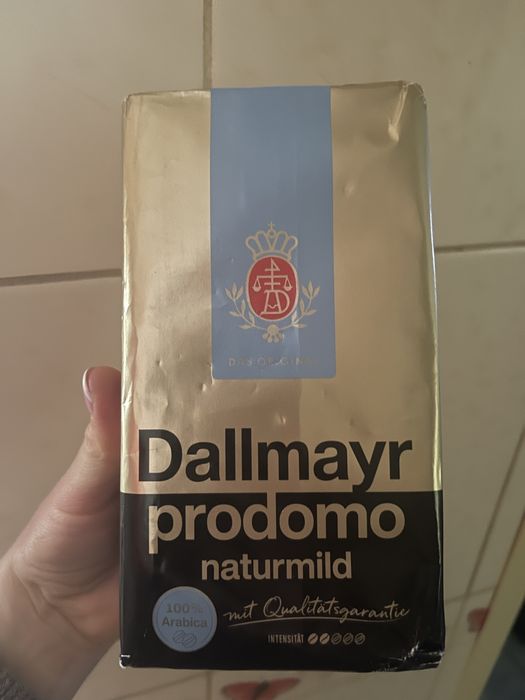 DAS ORIGINAL
Dallmayr
prodomo
naturmild
100%
Arabica
mit Qualitätsgarantie
INTENSITÄT